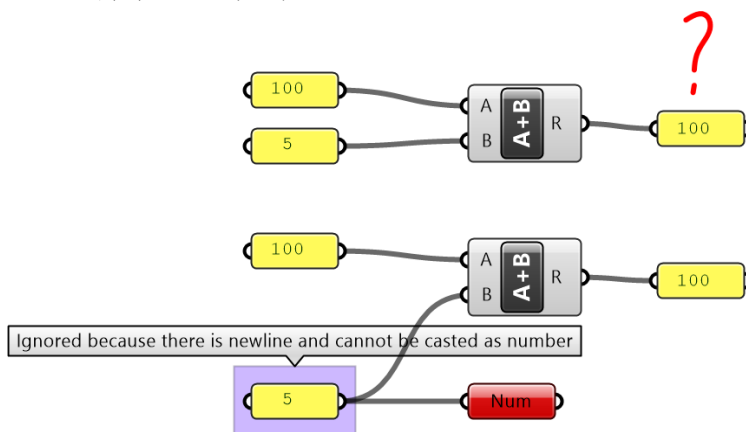 ?
100
A
A+B
R
100
5
B
100
A
A+B
R
100
B
Ignored because there is newline and cannot be casted as number
5
Num